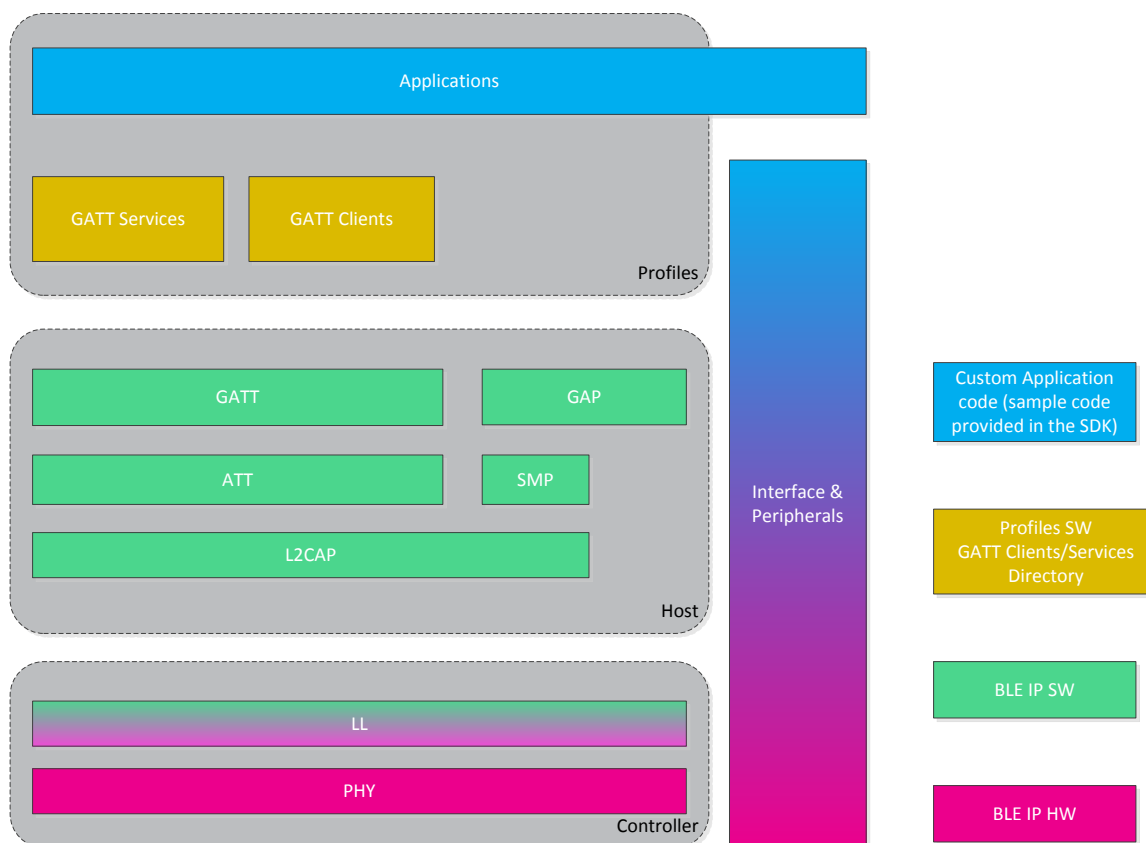 Applications
GATT Services
GATT Clients
Profiles
GATT
GAP
ATT
SMP
L2CAP
Host
LL
PHY
Controller
Interface &
Peripherals
Custom Application
code (sample code
provided in the SDK)
Profiles SW
GATT Clients/Services
Directory
BLE IP SW
BLE IP HW